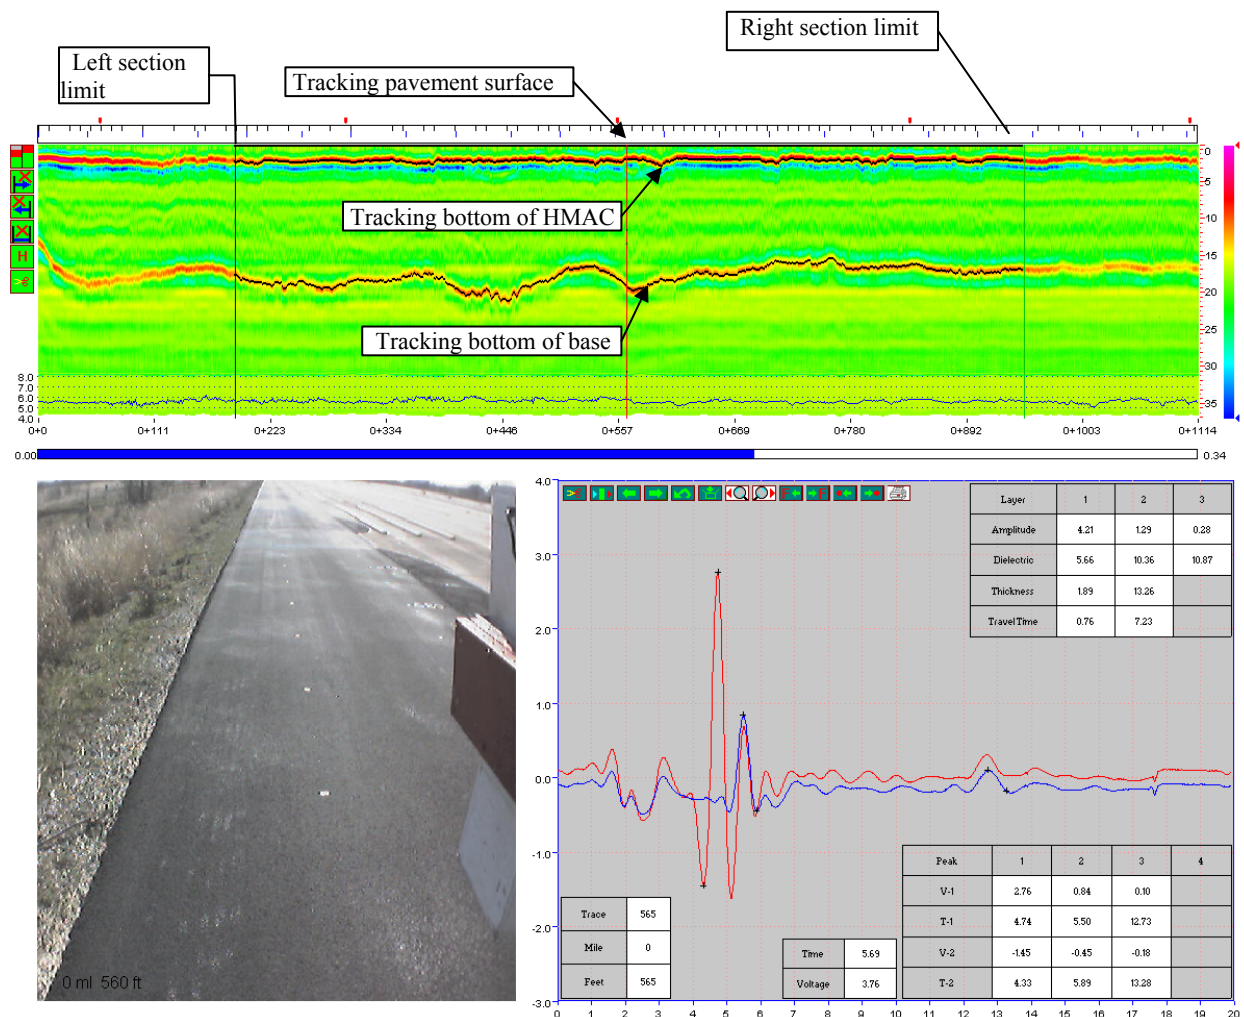 Right section limit
Left section
limit
Tracking pavement surface
Tracking bottom of HMAC
Tracking bottom of base
H
0
-5
-10
-15
-20
-25
-30
-35
8.0
7.0
6.0
5.0
4.0
0+0 0+111 0+223 0+334 0+446 0+557 0+669 0+780 0+892 0+1003 0+1114
0.00 0.34
0 ml 560 ft
4.0
3.0
2.0
1.0
0.0
-1.0
-2.0
-3.0
Layer 1 2 3
Amplitude 4.21 1.29 0.28
Dielectric 5.66 10.36 10.87
Thickness 1.89 13.26
TravelTime 0.76 7.23
Trace 565
Mile 0
Feet 565
Time 5.69
Voltage 3.76
Peak 1 2 3 4
V-1 2.76 0.84 0.10
T-1 4.74 5.50 12.73
V-2 -1.45 -0.45 -0.18
T-2 4.33 5.89 13.28
0 1 2 3 4 5 6 7 8 9 10 11 12 13 14 15 16 17 18 19 20